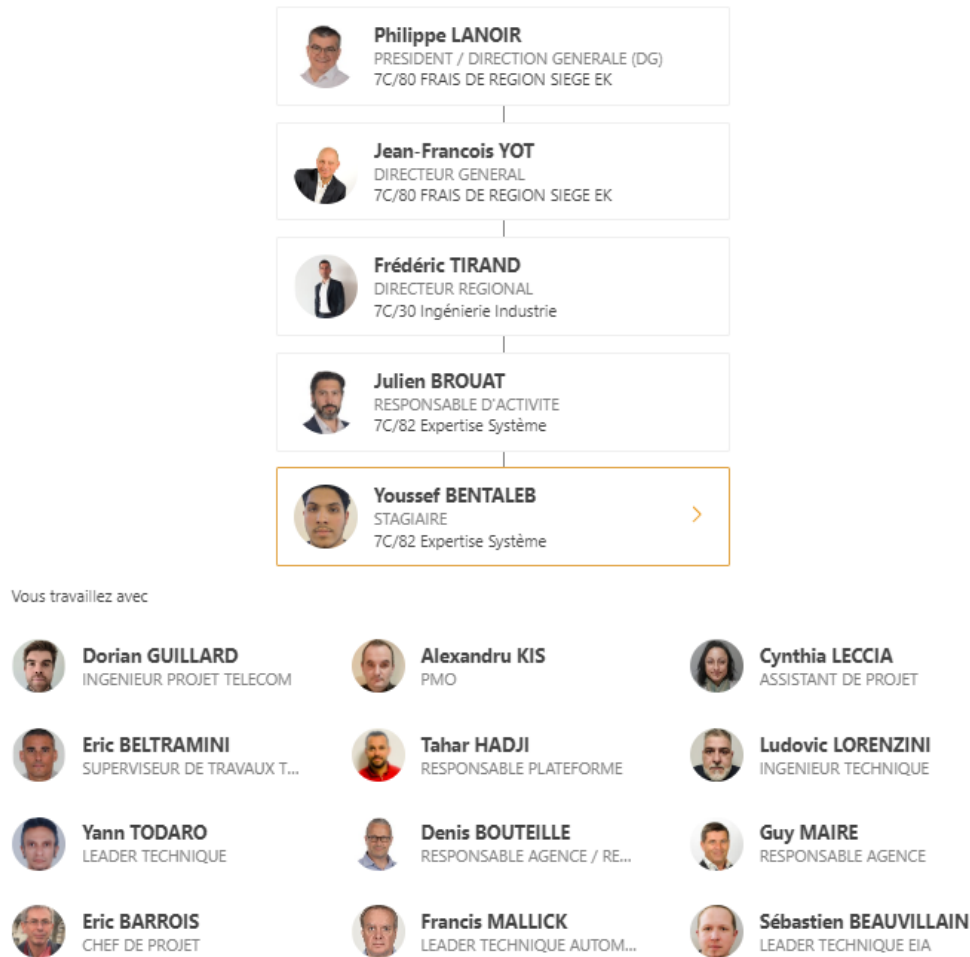 Philippe LANOIR
PRESIDENT / DIRECTION GENERALE (DG)
7C/80 FRAIS DE REGION SIEGE EK
Jean-Francois YOT
DIRECTEUR GENERAL
7C/80 FRAIS DE REGION SIEGE EK
Frédéric TIRAND
DIRECTEUR REGIONAL
7C/30 Ingénierie Industrie
Julien BROUAT
RESPONSABLE D'ACTIVITE
7C/82 Expertise Système
Youssef BENTALEB
STAGIAIRE
7C/82 Expertise Système
Vous travaillez avec
Dorian GUILLARD
INGENIEUR PROJET TELECOM
Alexandru KIS
PMO
Cynthia LECCIA
ASSISTANT DE PROJET
Eric BELTRAMINI
SUPERVISEUR DE TRAVAUX T...
Tahar HADJI
RESPONSABLE PLATEFORME
Ludovic LORENZINI
INGENIEUR TECHNIQUE
Yann TODARO
LEADER TECHNIQUE
Denis BOUTEILLE
RESPONSABLE AGENCE / RE...
Guy MAIRE
RESPONSABLE AGENCE
Eric BARROIS
CHEF DE PROJET
Francis MALLICK
LEADER TECHNIQUE AUTOM...
Sébastien BEAUVILLAIN
LEADER TECHNIQUE EIA